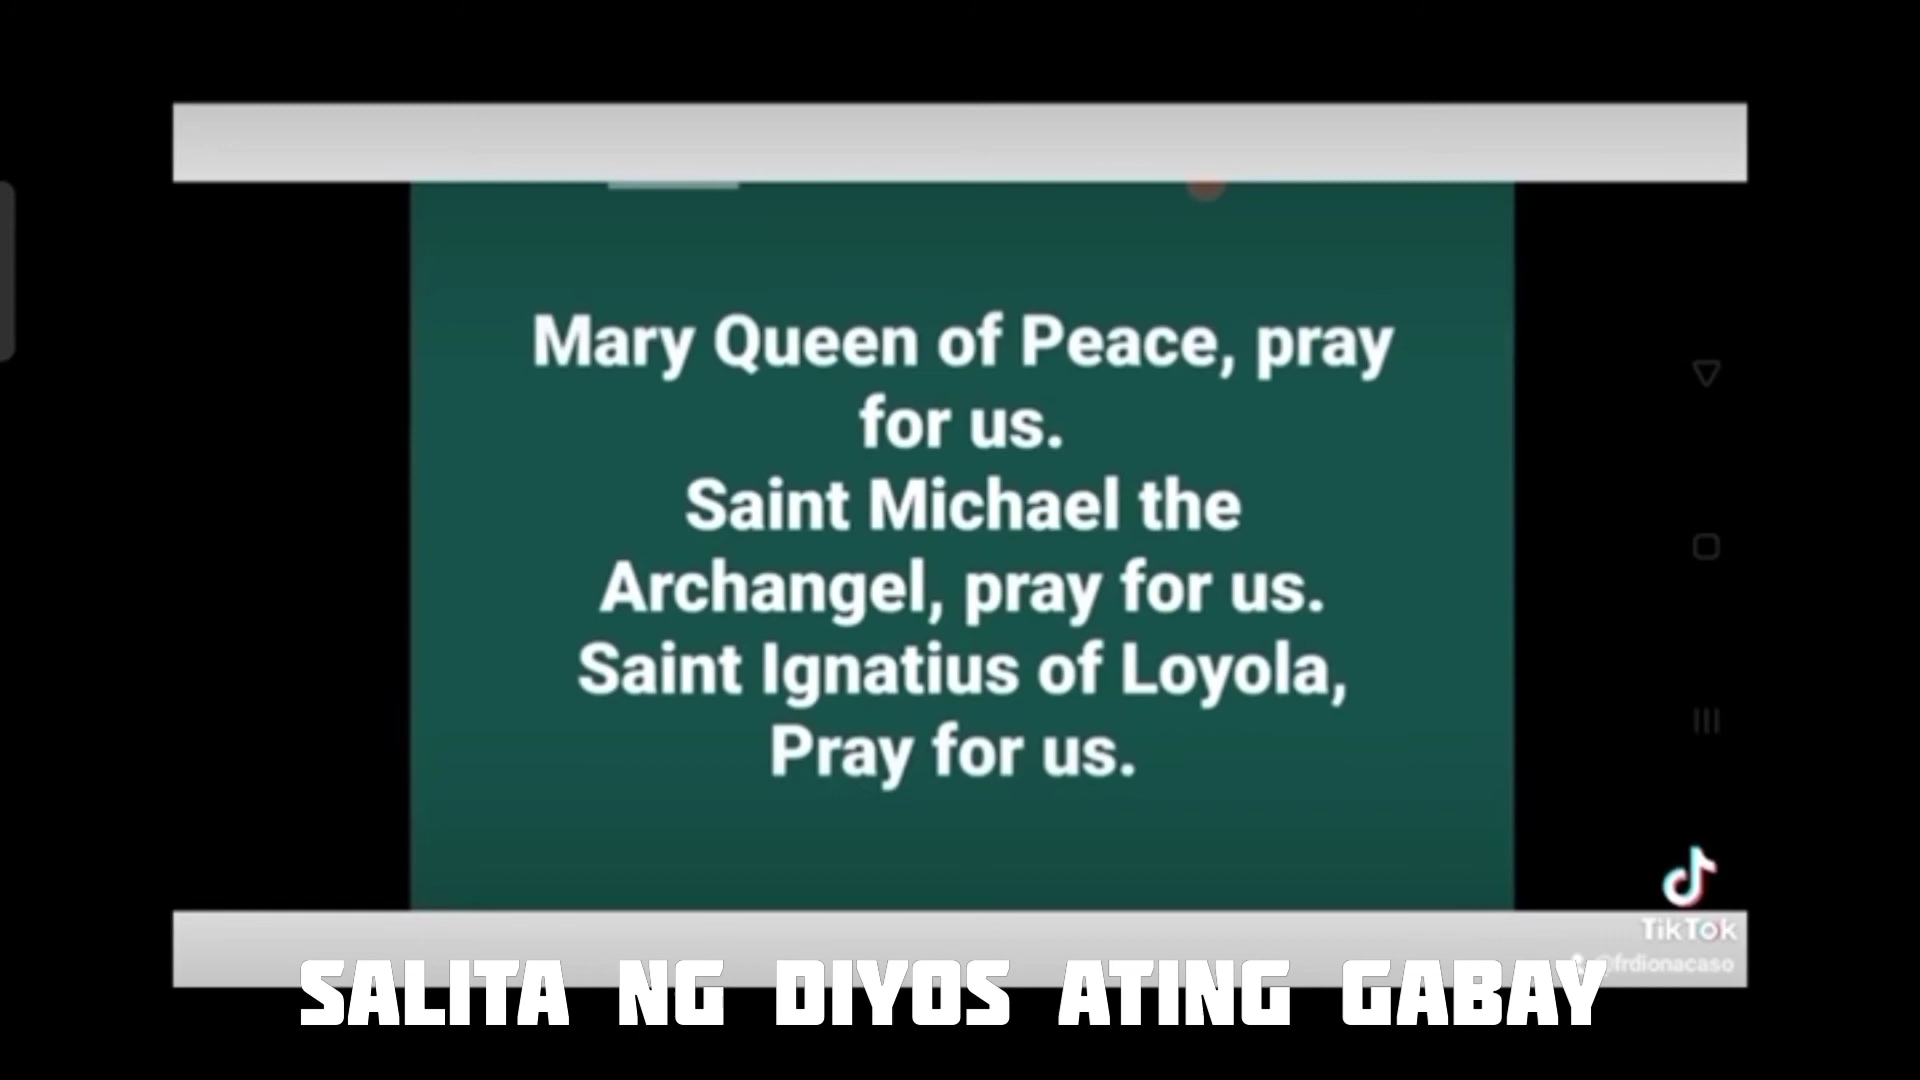 Mary Queen of Peace, pray
for us.
Saint Michael the
Archangel, pray for us.
Saint Ignatius of Loyola,
Pray for us.
TikTok
@frdionacaso
SALITA NG DIYOS ATING GABAY